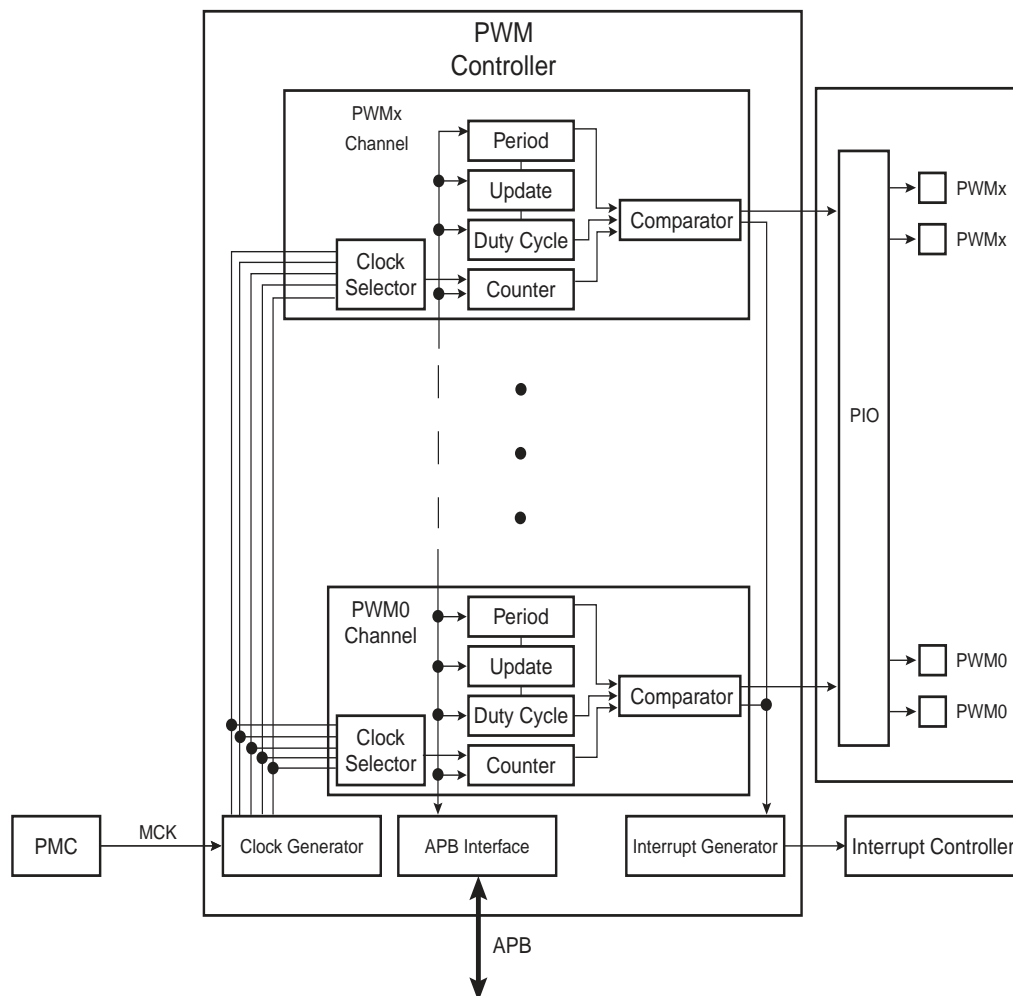 PWM
Controller
PWMx
Channel
Period
Update
Duty Cycle
Comparator
Clock
Selector
Counter
PWMx
PWMx
PIO
PWM0
Channel
Period
Update
Duty Cycle
Comparator
Clock
Selector
Counter
PWM0
PWM0
PMC
MCK
Clock Generator
APB Interface
Interrupt Generator
Interrupt Controller
APB